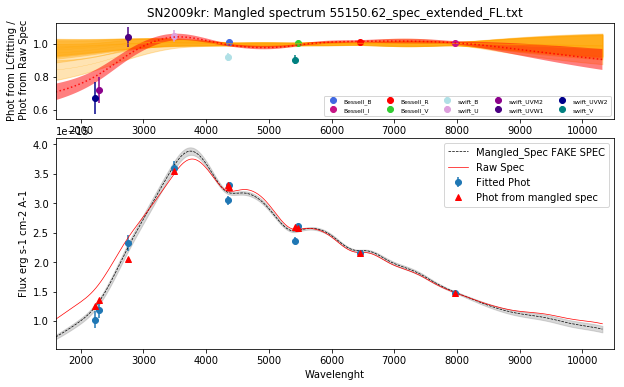 SN2009kr: Mangled spectrum 55150.62_spec_extended_FL.txt
Phot from LCfitting /
Phot from Raw Spec
1.0
0.8
0.6
Bessell_B Bessell_R swift_B swift_UVM2 swift_UVW2
Bessell_I Bessell_V swift_U swift_UVW1 swift_V
2000 3000 4000 5000 6000 7000 8000 9000 10000
Flux erg s-1 cm-2 A-1
4.0
3.5
3.0
2.5
2.0
1.5
1.0
Mangled_Spec FAKE SPEC
Raw Spec
Fitted Phot
Phot from mangled spec
2000 3000 4000 5000 6000 7000 8000 9000 10000
Wavelenght